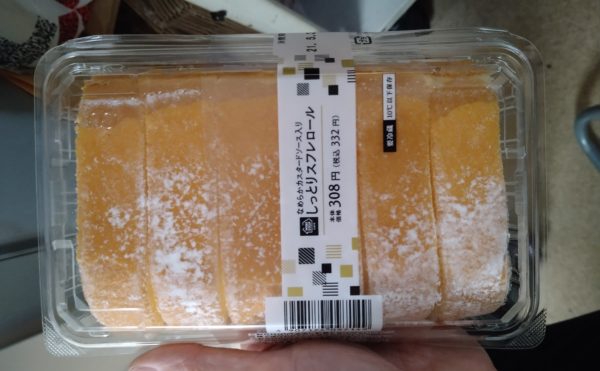 なめらかカスタードソース入り
しっとりスフレロール
本体価格 308円 (税込 332円)
要冷蔵 10℃以下保存